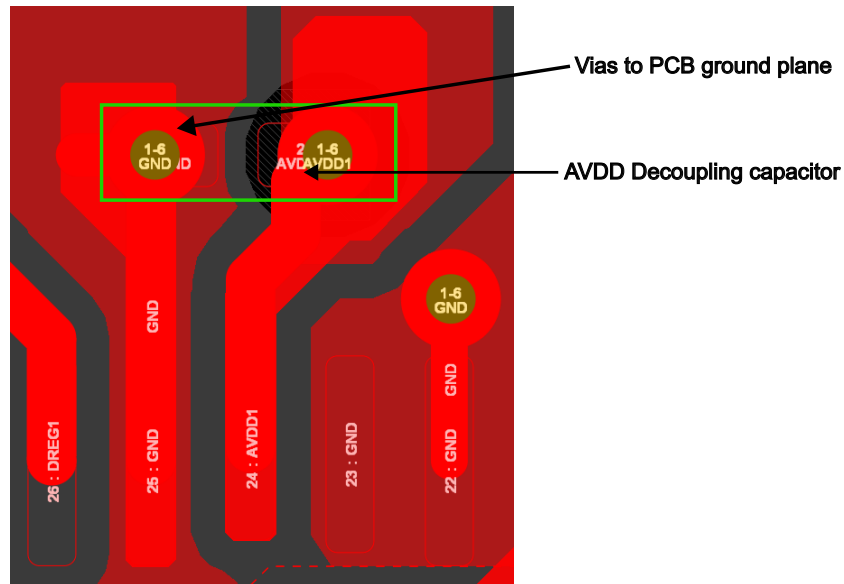 Vias to PCB ground plane
AVDD Decoupling capacitor
1-6
GND
1-6
AVDD1
1-6
GND
GND
GND
26 : DREG1
25 : GND
24 : AVDD1
23 : GND
22 : GND